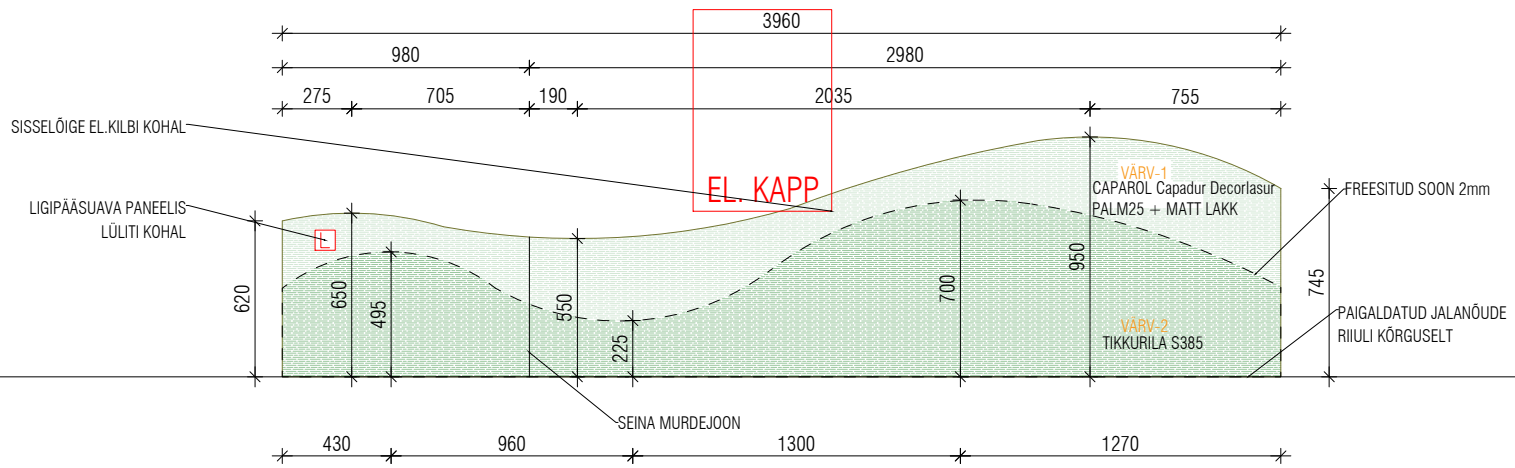 3960
980
2980
275
705
190
2035
755
SISSELÕIGE EL.KILBI KOHAL
EL. KAPP
VÄRV-1
CAPAROL Capadur Decorlasur
PALM25 + MATT LAKK
FREESITUD SOON 2mm
LIGIPÄÄSUAVA PANEELIS
LÜLITI KOHAL
L
620
650
495
550
225
700
950
745
VÄRV-2
TIKKURILA S385
PAIGALDATUD JALANÕUDE
RIIULI KÕRGUSELT
SEINA MURDEJOON
430
960
1300
1270